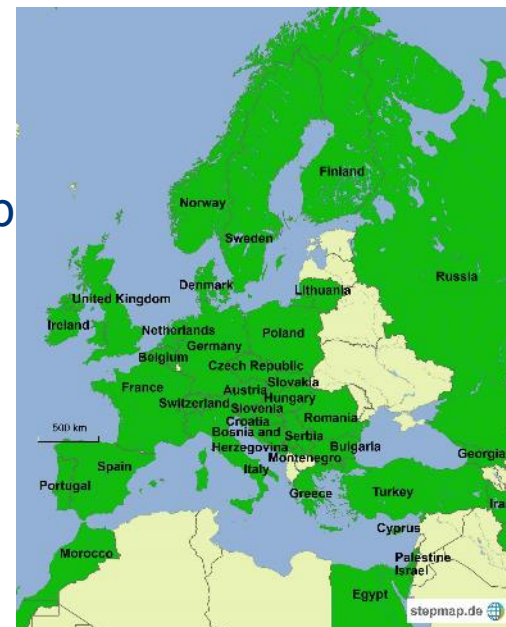 Finland
Norway
Sweden
Russia
Denmark
Lithuania
United Kingdom
Ireland
Netherlands
Germany
Poland
Belgium
Czech Republic
Slovakia
France
Austria
Hungary
Switzerland
Slovenia
Romania
Croatia
500 km
Bosnia and
Herzegovina
Serbia
Bulgaria
Montenegro
Georgia
Italy
Spain
Portugal
Greece
Turkey
Cyprus
Morocco
Palestine
Israel
Egypt
stepmap.de